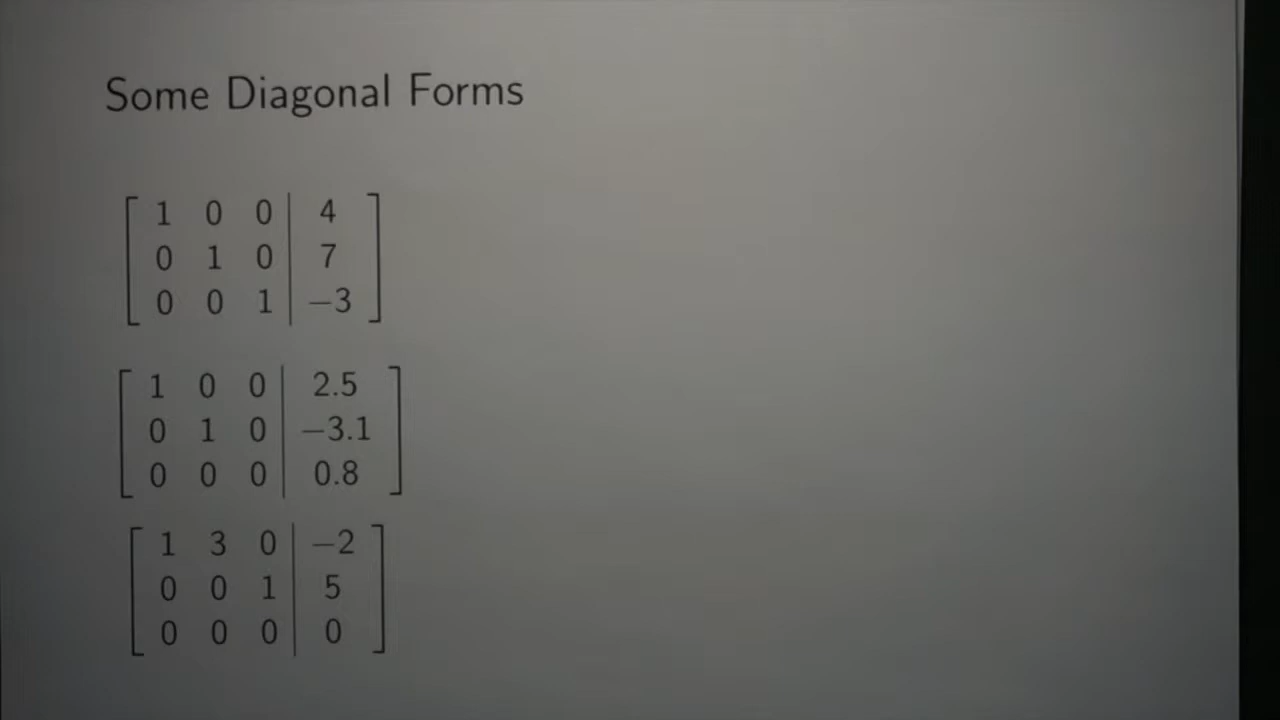 Some Diagonal Forms
1 0 0 4
0 1 0 7
0 0 1 −3
1 0 0 2.5
0 1 0 −3.1
0 0 0 0.8
1 3 0 −2
0 0 1 5
0 0 0 0